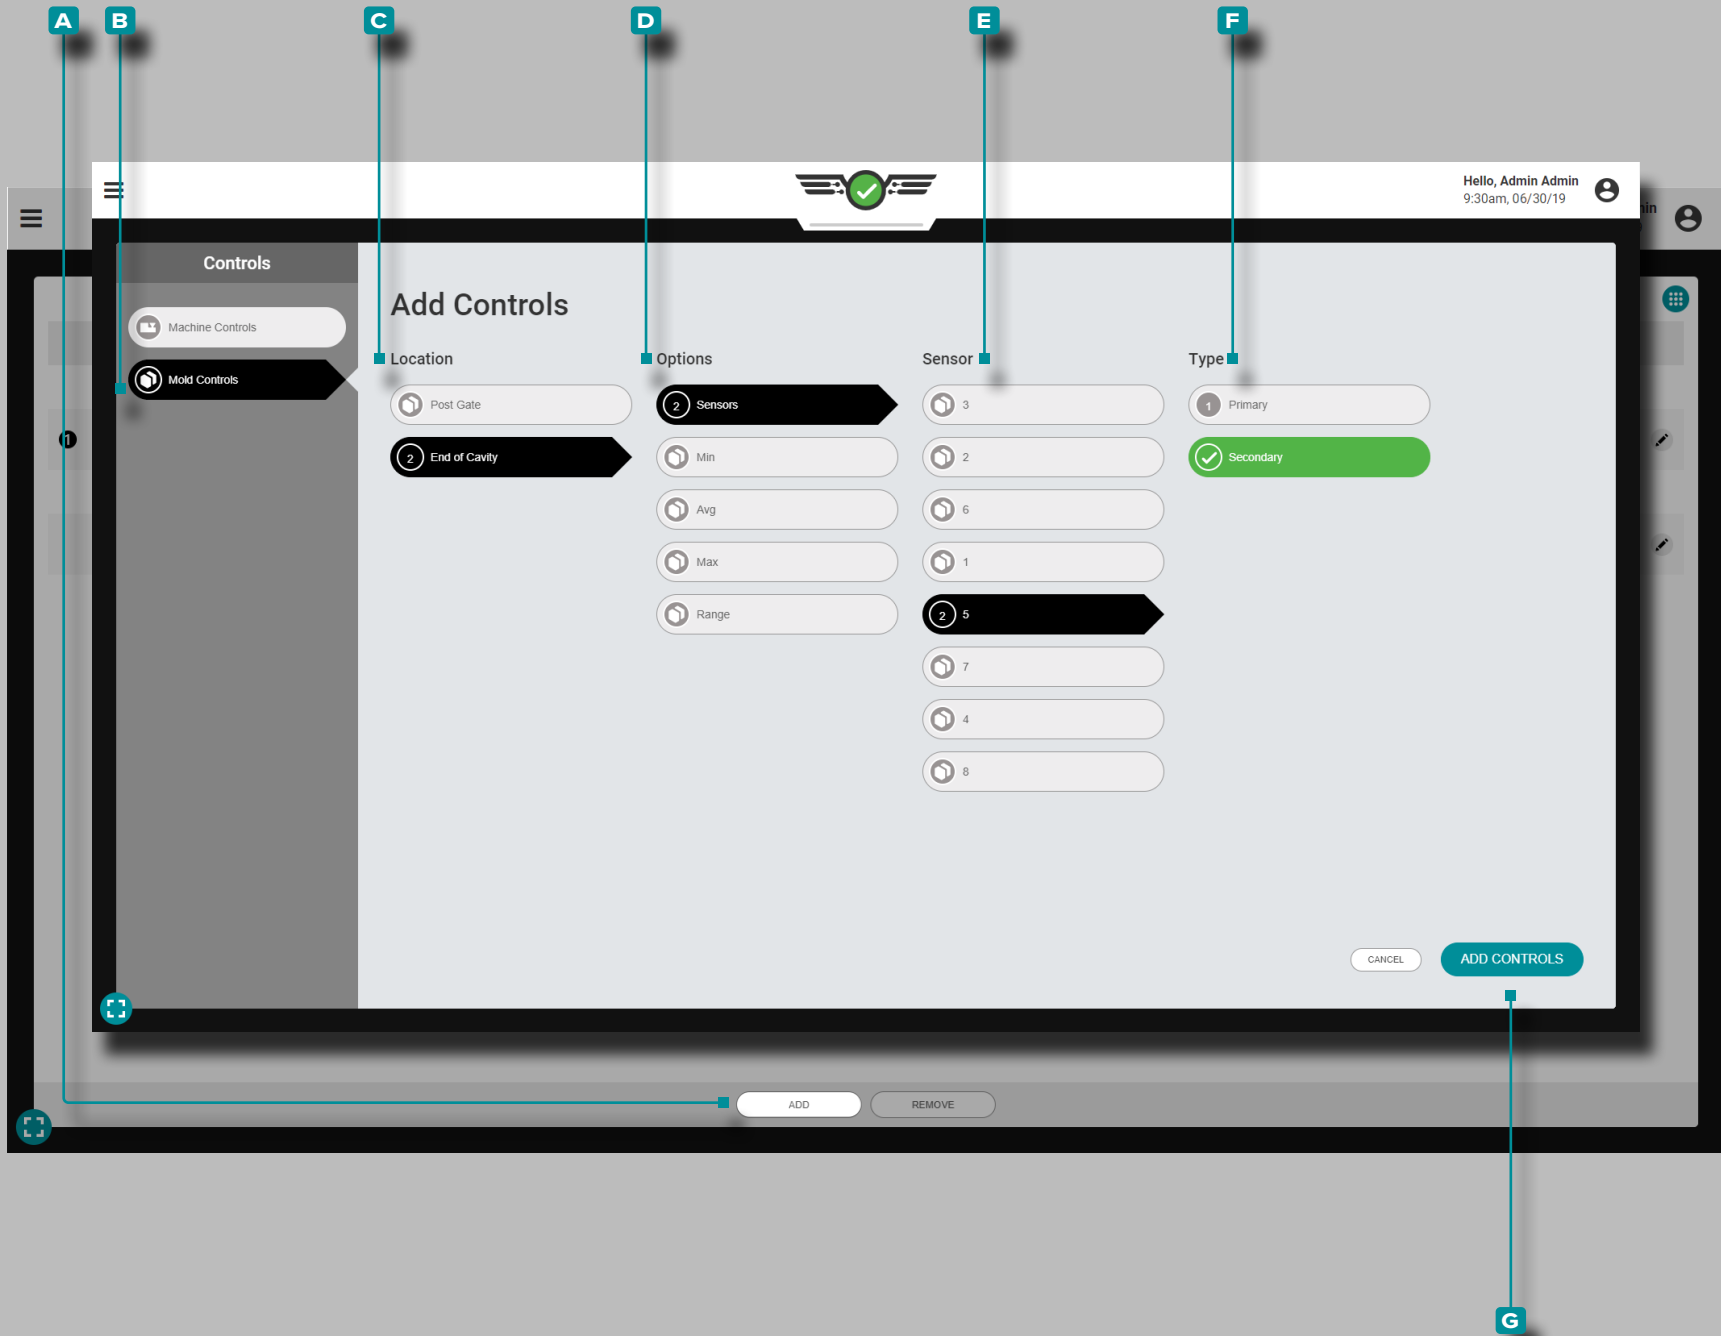 A B C D E F
Hello, Admin Admin
9:30am, 06/30/19
in
Controls
Machine Controls
Mold Controls
Add Controls
Location
Post Gate
2 End of Cavity
Options
2 Sensors
Min
Avg
Max
Range
Sensor
3
2
6
1
2 5
7
4
8
Type
1 Primary
Secondary
1
CANCEL
ADD CONTROLS
ADD
REMOVE
G